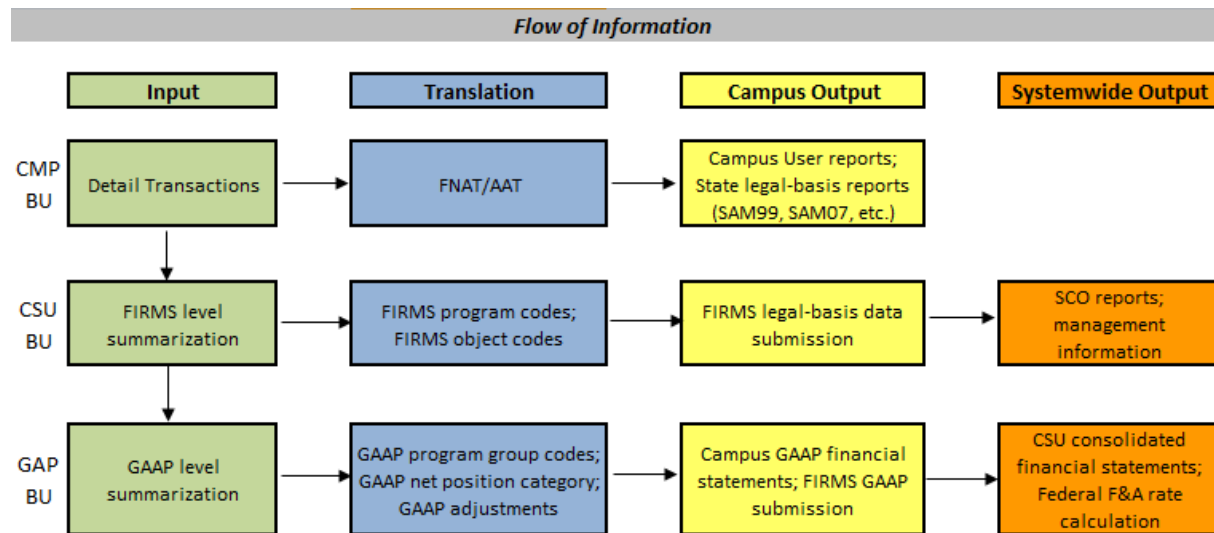 Flow of Information
Input
Translation
Campus Output
Systemwide Output
CMP
BU
Detail Transactions
FNAT/AAT
Campus User reports;
State legal-basis reports
(SAM99, SAM07, etc.)
CSU
BU
FIRMS level
summarization
FIRMS program codes;
FIRMS object codes
FIRMS legal-basis data
submission
SCO reports;
management
information
GAP
BU
GAAP level
summarization
GAAP program group codes;
GAAP net position category;
GAAP adjustments
Campus GAAP financial
statements; FIRMS GAAP
submission
CSU consolidated
financial statements;
Federal F&A rate
calculation